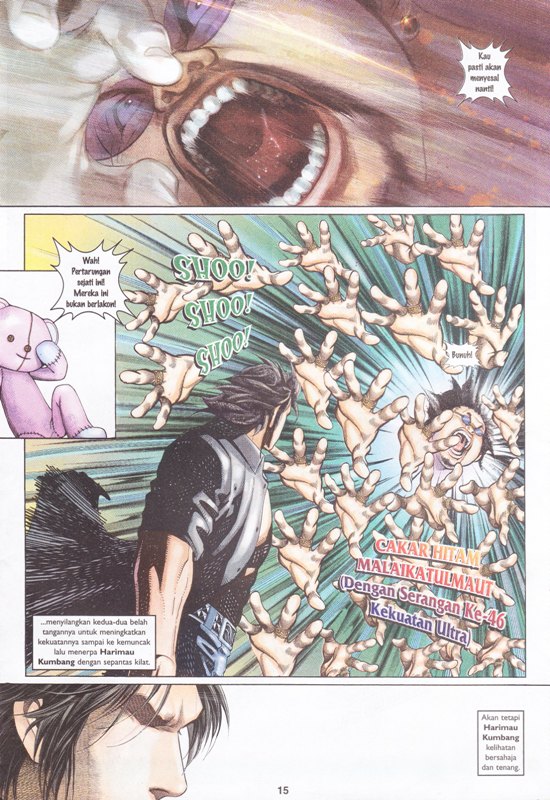 Kau
pasti akan
menyesal
nanti!
Wah!
Pertarungan
sejati ini!
Mereka ini
bukan berlakon!
SHOO!
SHOO!
SHOO!
Bunuh!
CAKAR HITAM
MALAIKATULMAUT
(Dengan Serangan Ke-46
Kekuatan Ultra)
...menyilangkan kedua-dua belah
tangannya untuk meningkatkan
kekuatannya sampai ke kemuncak
lalu menerpa Harimau
Kumbang dengan sepantas kilat.
Akan tetapi
Harimau
Kumbang
kelihatan
bersahaja
dan tenang.
15